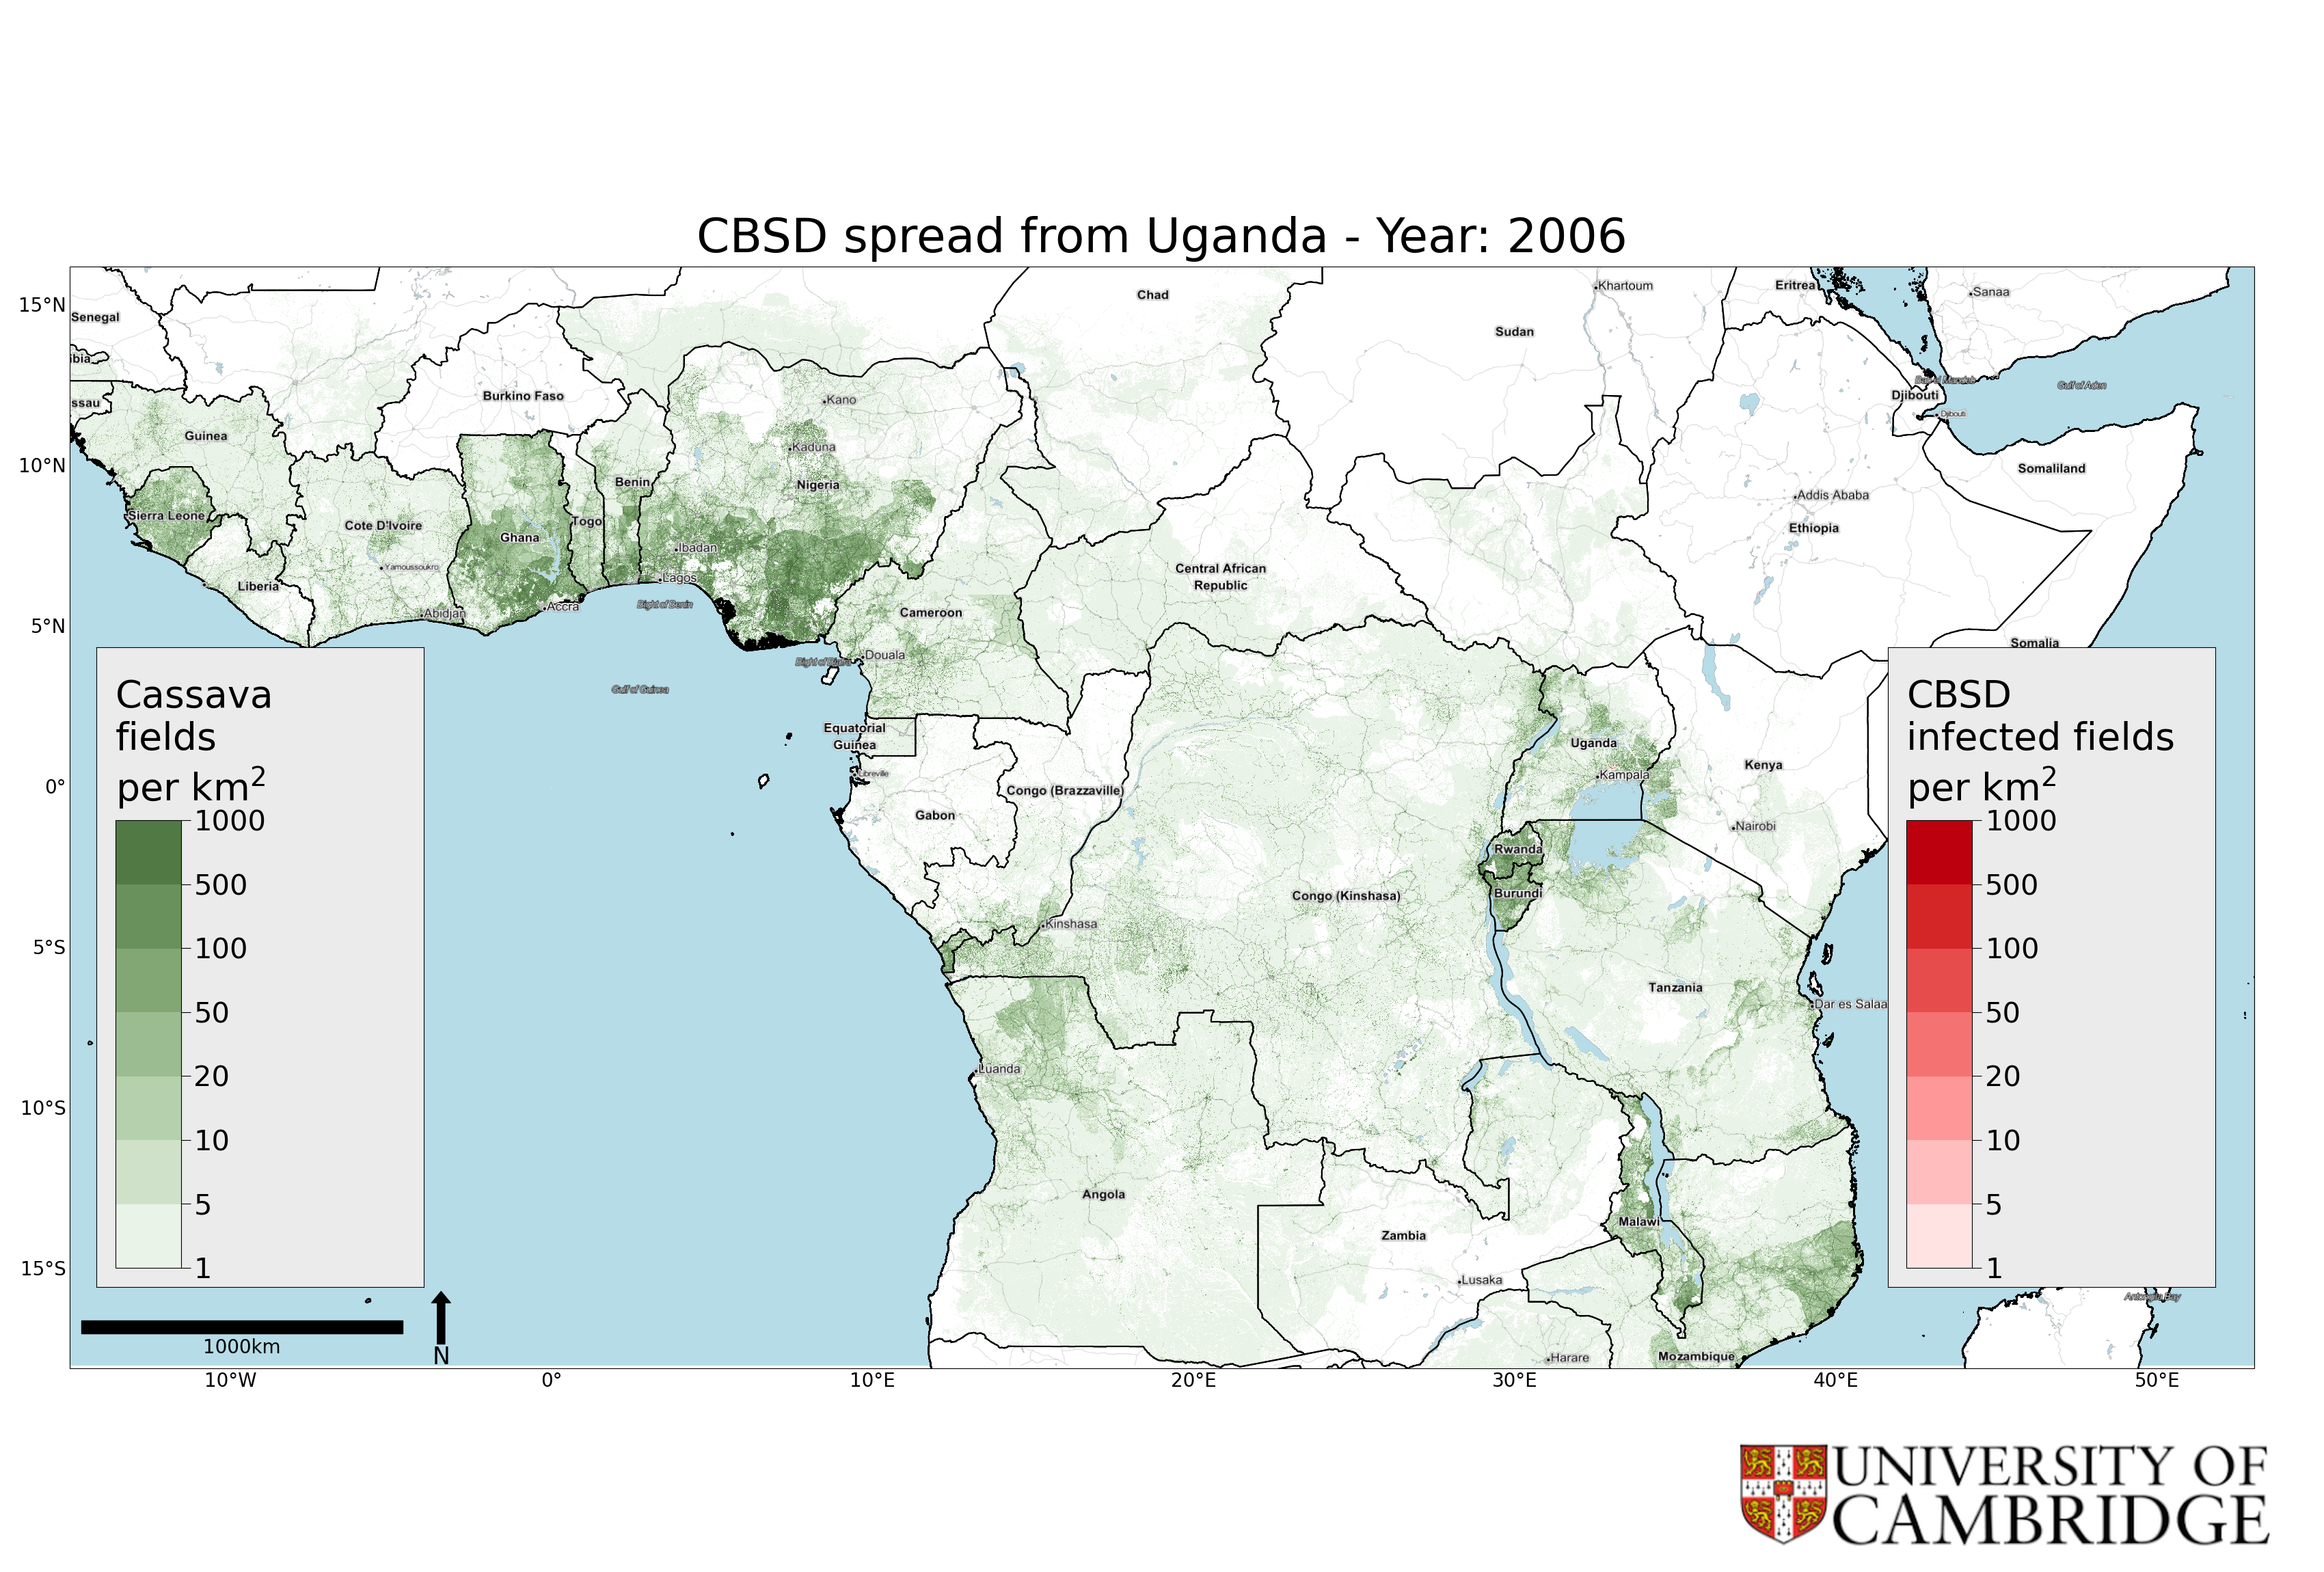 CBSD spread from Uganda - Year: 2006
15°N
10°N
5°N
0°
5°S
10°S
15°S
10°W
0°
10°E
20°E
30°E
40°E
50°E
Senegal
ibia
ssau
Guinea
Sierra Leone
Liberia
Cote D'Ivoire
Yamoussoukro
Abidjan
Burkino Faso
Ghana
Accra
Togo
Benin
Nigeria
Kano
Kaduna
Ibadan
Lagos
Bight of Benin
Bight of Biafra
Gulf of Guinea
Chad
Cameroon
Douala
Equatorial
Guinea
Libreville
Gabon
Congo (Brazzaville)
Central African
Republic
Sudan
Khartoum
Eritrea
Sanaa
Bab el Mandeb
Gulf of Aden
Djibouti
Djibouti
Somaliland
Addis Ababa
Ethiopia
Somalia
Uganda
Kampala
Kenya
Nairobi
Rwanda
Burundi
Congo (Kinshasa)
Kinshasa
Tanzania
Dar es Salaa
Luanda
Angola
Zambia
Lusaka
Malawi
Harare
Mozambique
Antongila Bay
Cassava
fields
per km²
1000
500
100
50
20
10
5
1
CBSD
infected fields
per km²
1000
500
100
50
20
10
5
1
1000km
N
UNIVERSITY OF
CAMBRIDGE